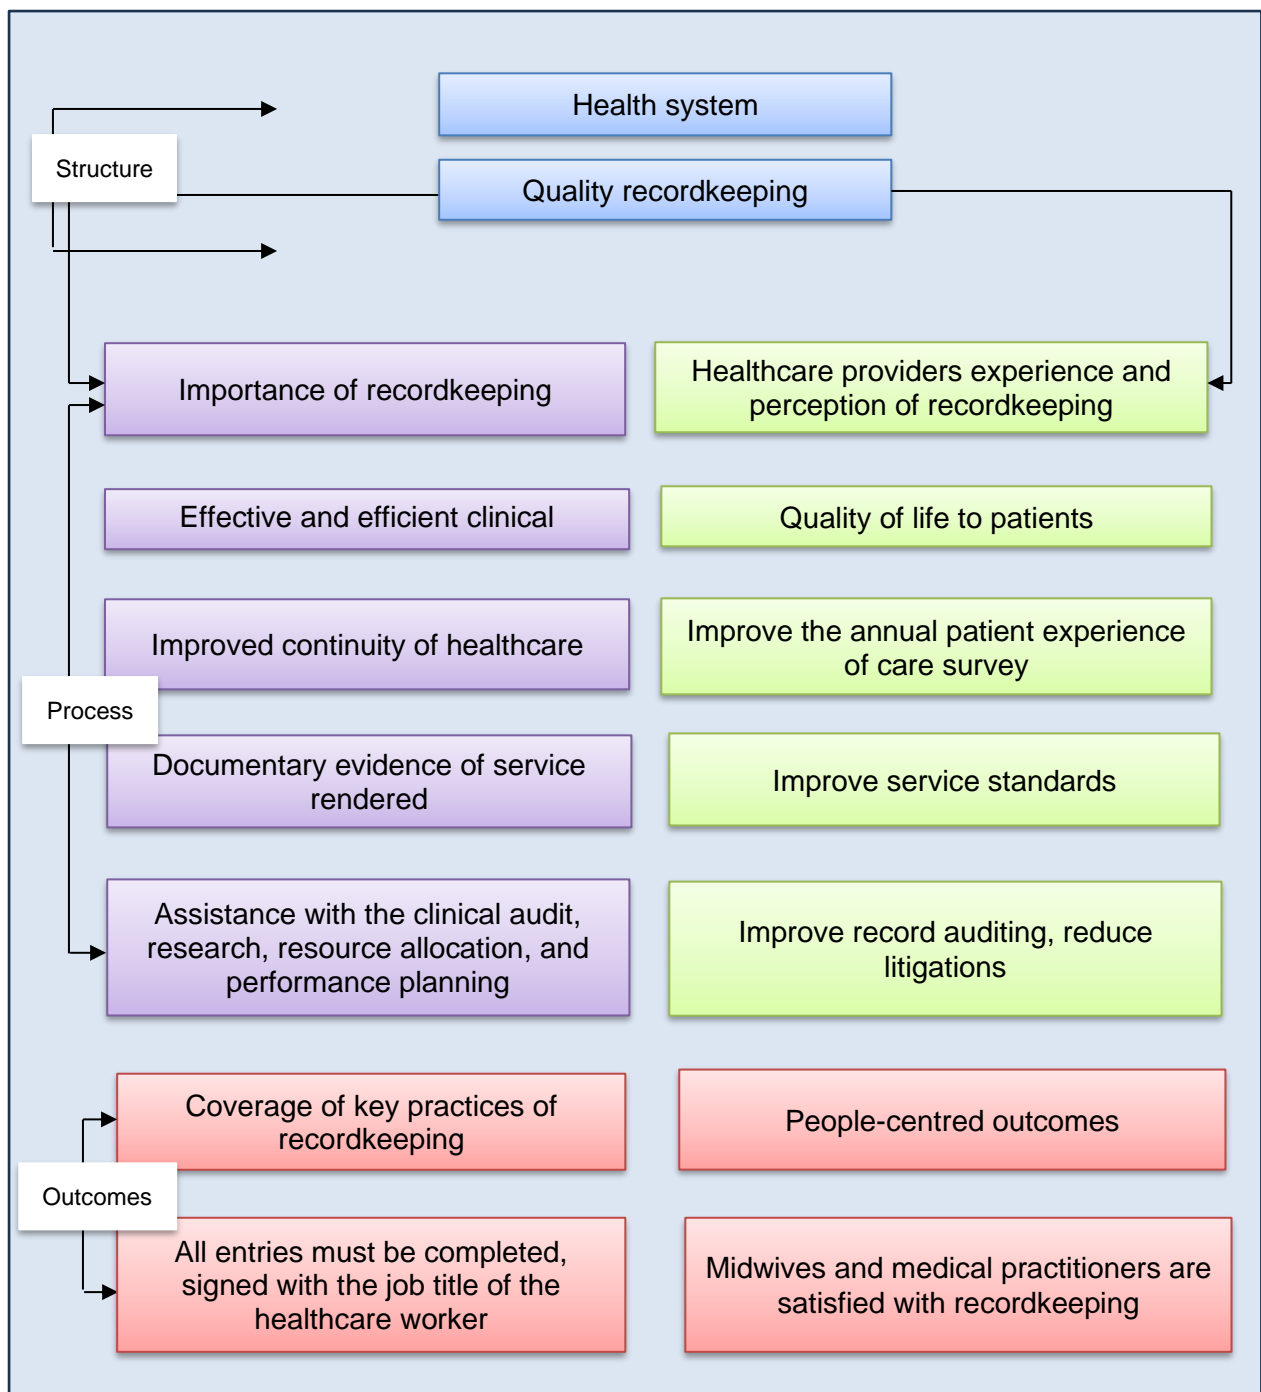 Health system
Structure
Quality recordkeeping
Importance of recordkeeping
Healthcare providers experience and
perception of recordkeeping
Effective and efficient clinical
Quality of life to patients
Improved continuity of healthcare
Improve the annual patient experience
of care survey
Process
Documentary evidence of service
rendered
Improve service standards
Assistance with the clinical audit,
research, resource allocation, and
performance planning
Improve record auditing, reduce
litigations
Coverage of key practices of
recordkeeping
People-centred outcomes
Outcomes
All entries must be completed,
signed with the job title of the
healthcare worker
Midwives and medical practitioners are
satisfied with recordkeeping